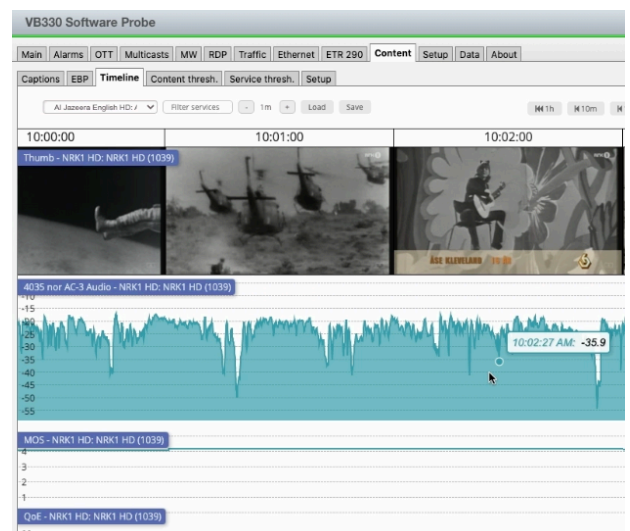 VB330 Software Probe
Main Alarms OTT Multicasts MW RDP Traffic Ethernet ETR 290 Content Setup Data About
Captions EBP Timeline Content thresh. Service thresh. Setup
Al Jazeera English HD: / Filter services - 1m + Load Save 1h 10m
10:00:00 10:01:00 10:02:00
Thumb - NRK1 HD: NRK1 HD (1039)
ÅSE KLEVELAND
4035 nor AC-3 Audio - NRK1 HD: NRK1 HD (1039)
-10
-15
-20
-25
-30
-35
-40
-45
-50
-55
10:02:27 AM: -35.9
MOS - NRK1 HD: NRK1 HD (1039)
4
3
2
1
QoE - NRK1 HD: NRK1 HD (1039)